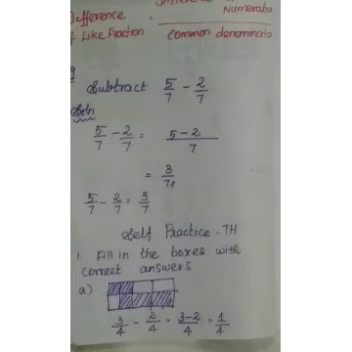 Difference
Numerator
of Like Fraction Common denominato
Subtract 5/7 - 2/7
Soln
5/7 - 2/7 = 5-2/7
= 3/7
5/7 - 2/7 = 3/7
Self Practice - 7H
1. Fill in the boxes with
correct answers
a)
3/4 - 2/4 = 3-2/4 = 1/4